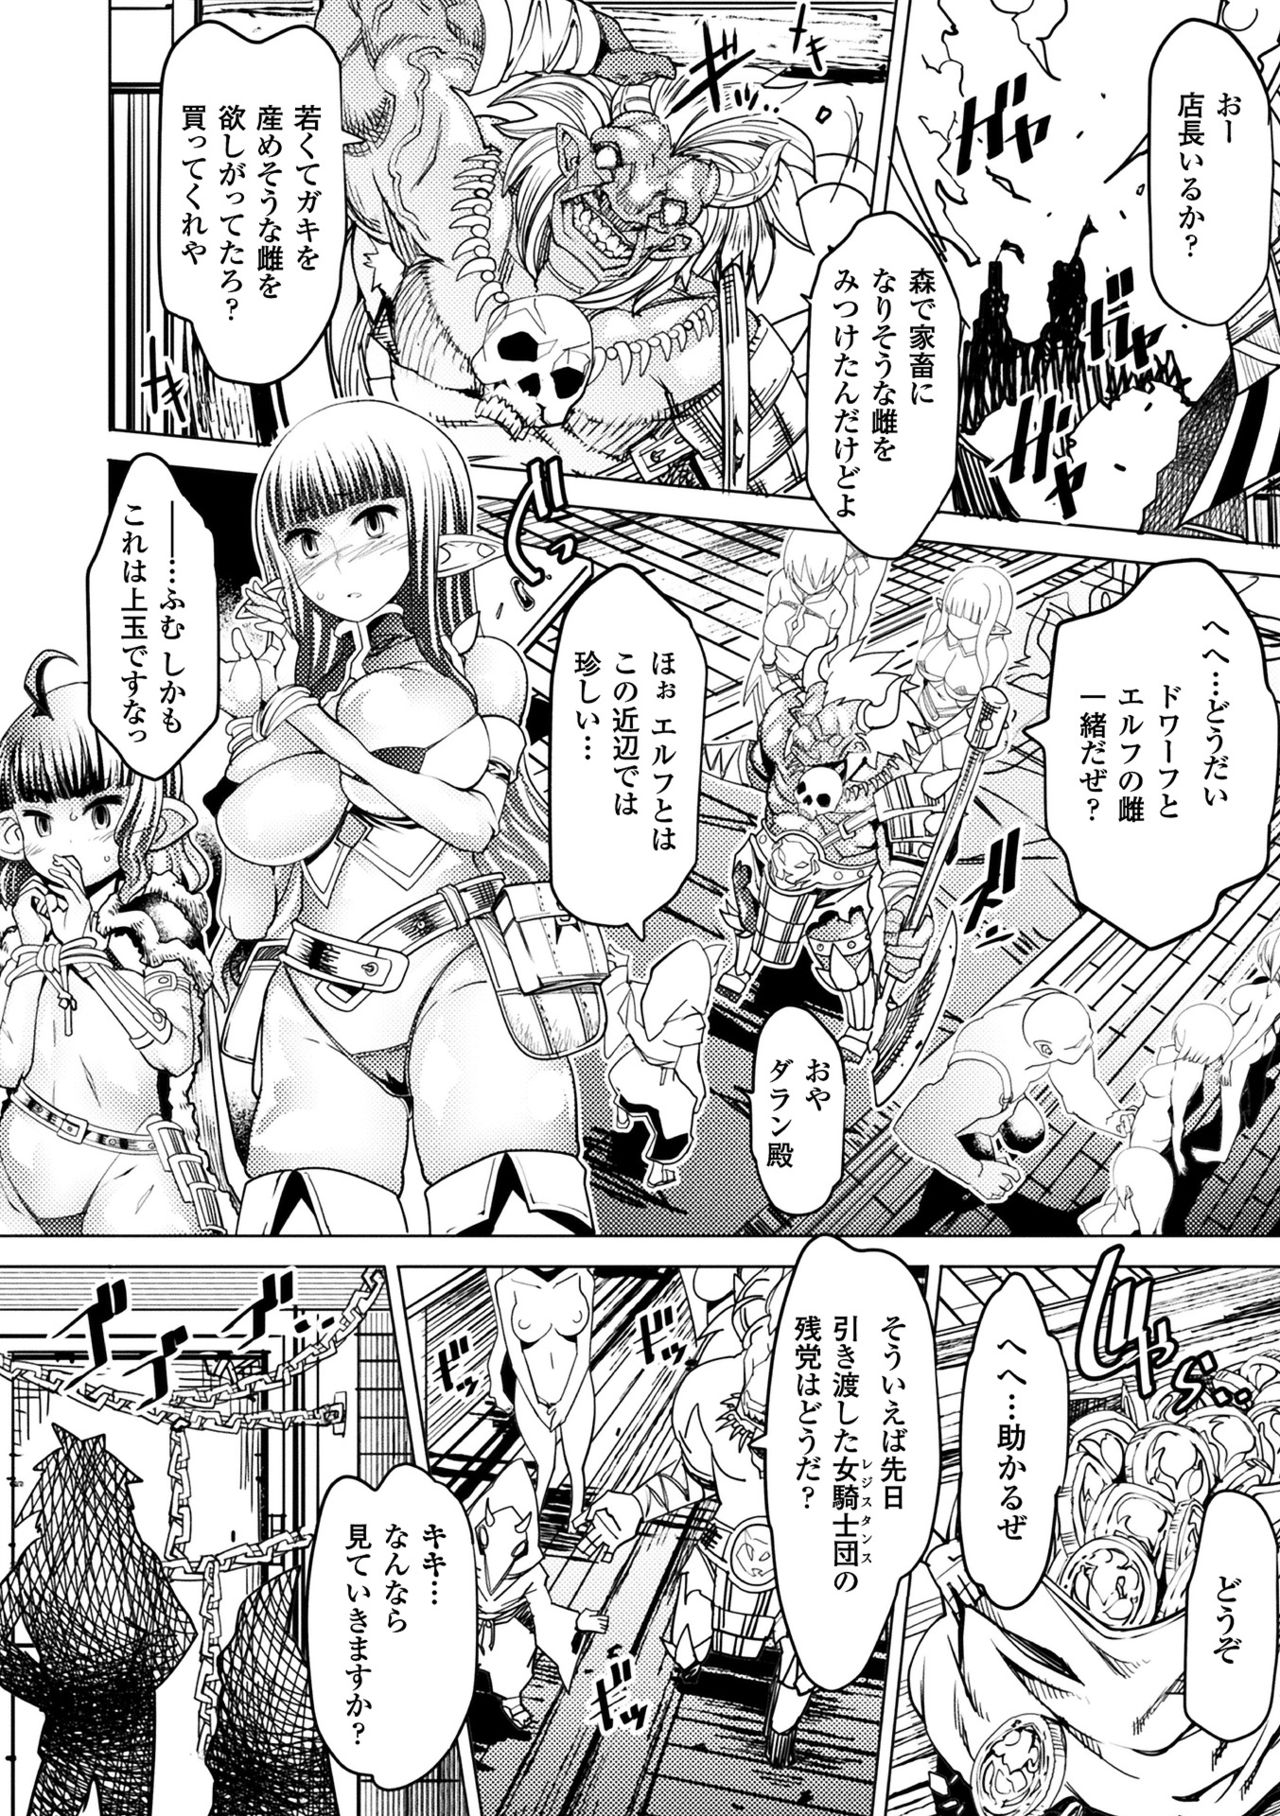 おー
店長いるか?
ギャ
ギャ
ギャ
森で家畜に
なりそうな雌を
みつけたんだけどよ
ギ
キ
若くてガキを
産めそうな雌を
欲しがってたろ?
買ってくれや
へへ…どうだい
ドワーフと
エルフの雌
一緒だぜ?
おや
ダラン殿
ほぉ エルフとは
この近辺では
珍しい…
――…ふむ しかも
これは上玉ですなっ
どうぞ
へへ…助かるぜ
そういえば先日
引き渡した女騎士団の
レジスタンス
残党はどうだ?
キキ…
なんなら
見ていきますか?